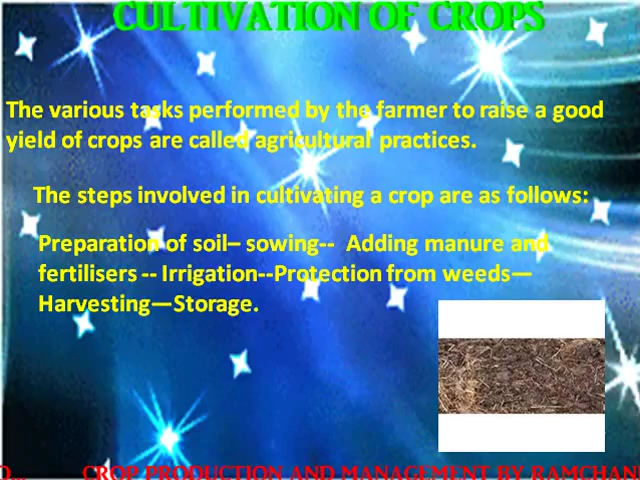 CULTIVATION OF CROPS
The various tasks performed by the farmer to raise a good
yield of crops are called agricultural practices.
The steps involved in cultivating a crop are as follows:
Preparation of soil– sowing-- Adding manure and
fertilisers -- Irrigation--Protection from weeds—
Harvesting—Storage.
CROP PRODUCTION AND MANAGEMENT BY